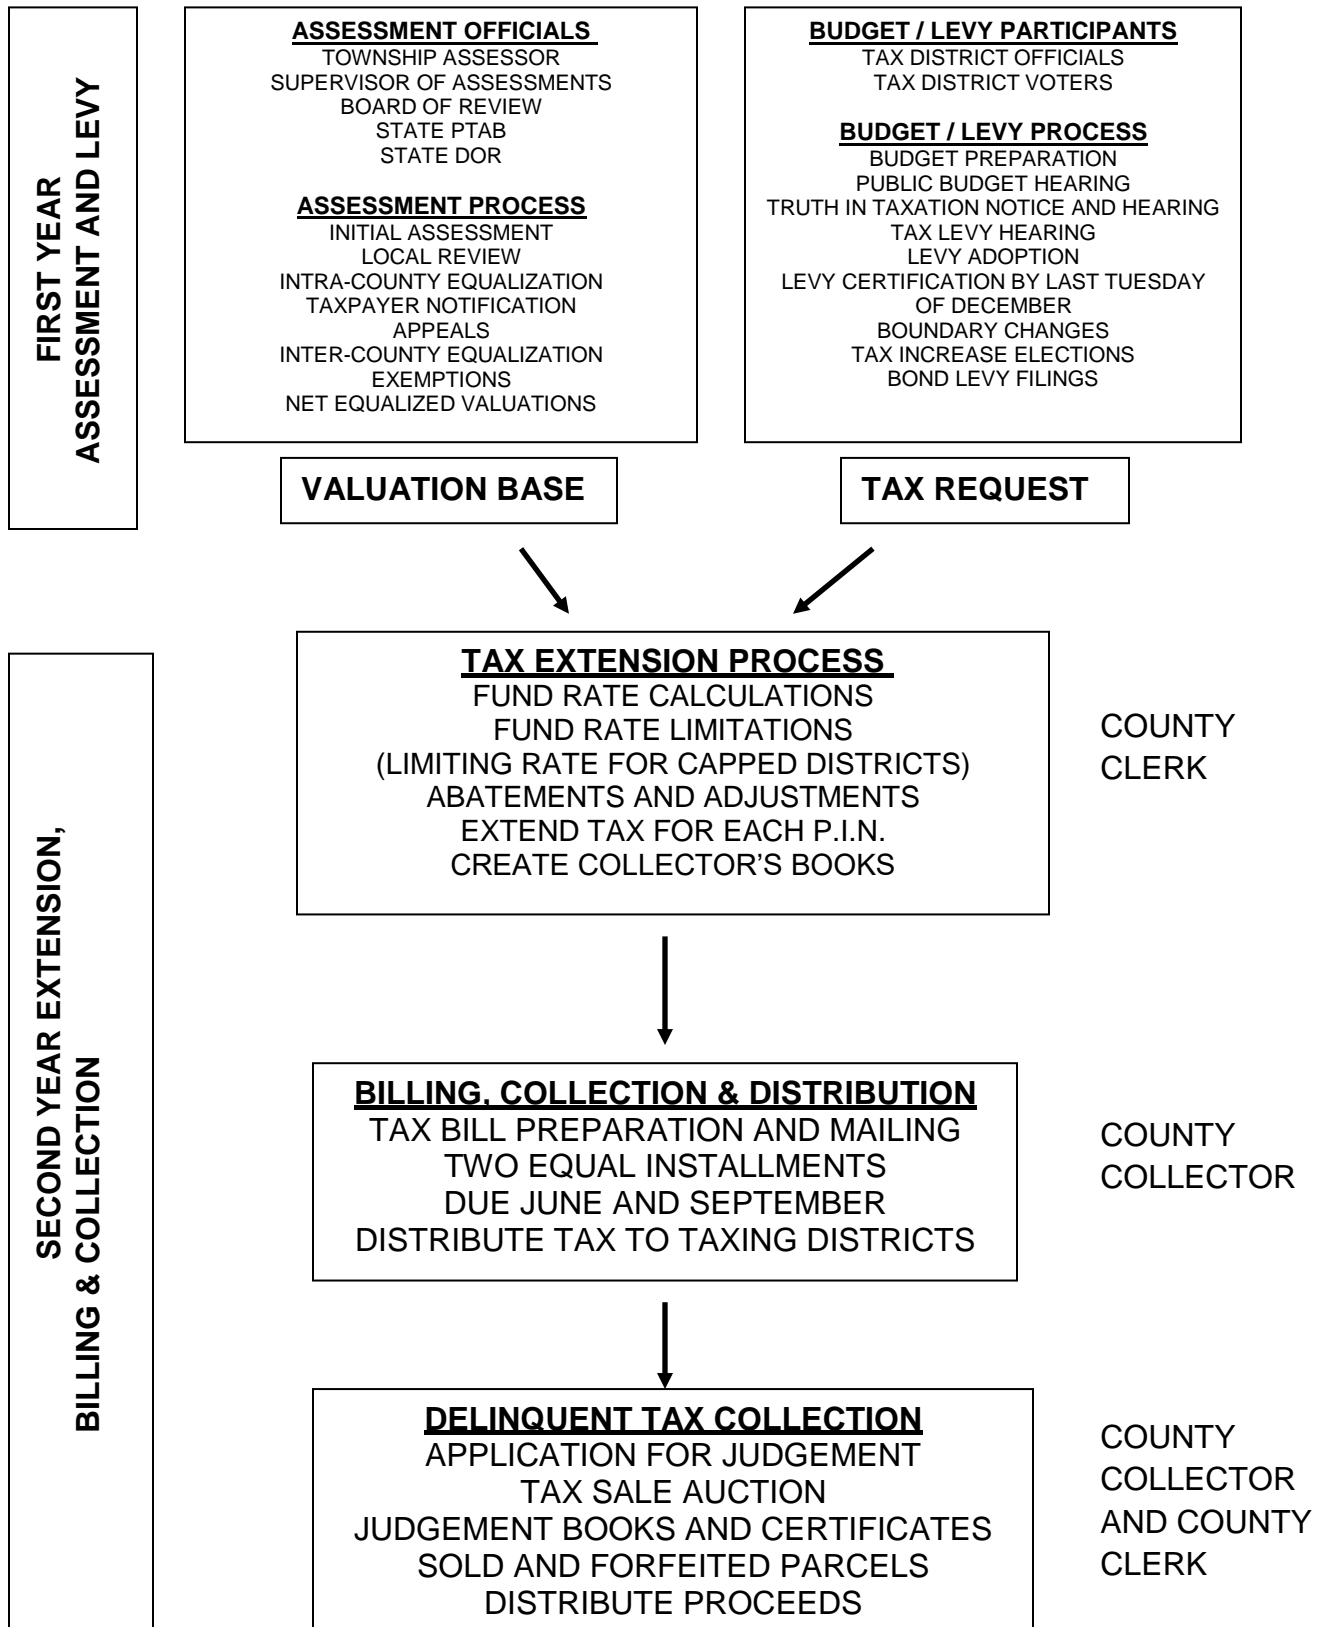 FIRST YEAR
ASSESSMENT AND LEVY
ASSESSMENT OFFICIALS
TOWNSHIP ASSESSOR
SUPERVISOR OF ASSESSMENTS
BOARD OF REVIEW
STATE PTAB
STATE DOR
ASSESSMENT PROCESS
INITIAL ASSESSMENT
LOCAL REVIEW
INTRA-COUNTY EQUALIZATION
TAXPAYER NOTIFICATION
APPEALS
INTER-COUNTY EQUALIZATION
EXEMPTIONS
NET EQUALIZED VALUATIONS
BUDGET / LEVY PARTICIPANTS
TAX DISTRICT OFFICIALS
TAX DISTRICT VOTERS
BUDGET / LEVY PROCESS
BUDGET PREPARATION
PUBLIC BUDGET HEARING
TRUTH IN TAXATION NOTICE AND HEARING
TAX LEVY HEARING
LEVY ADOPTION
LEVY CERTIFICATION BY LAST TUESDAY
OF DECEMBER
BOUNDARY CHANGES
TAX INCREASE ELECTIONS
BOND LEVY FILINGS
VALUATION BASE
TAX REQUEST
SECOND YEAR EXTENSION,
BILLING & COLLECTION
TAX EXTENSION PROCESS
FUND RATE CALCULATIONS
FUND RATE LIMITATIONS
(LIMITING RATE FOR CAPPED DISTRICTS)
ABATEMENTS AND ADJUSTMENTS
EXTEND TAX FOR EACH P.I.N.
CREATE COLLECTOR'S BOOKS
COUNTY
CLERK
BILLING, COLLECTION & DISTRIBUTION
TAX BILL PREPARATION AND MAILING
TWO EQUAL INSTALLMENTS
DUE JUNE AND SEPTEMBER
DISTRIBUTE TAX TO TAXING DISTRICTS
COUNTY
COLLECTOR
DELINQUENT TAX COLLECTION
APPLICATION FOR JUDGEMENT
TAX SALE AUCTION
JUDGEMENT BOOKS AND CERTIFICATES
SOLD AND FORFEITED PARCELS
DISTRIBUTE PROCEEDS
COUNTY
COLLECTOR
AND COUNTY
CLERK